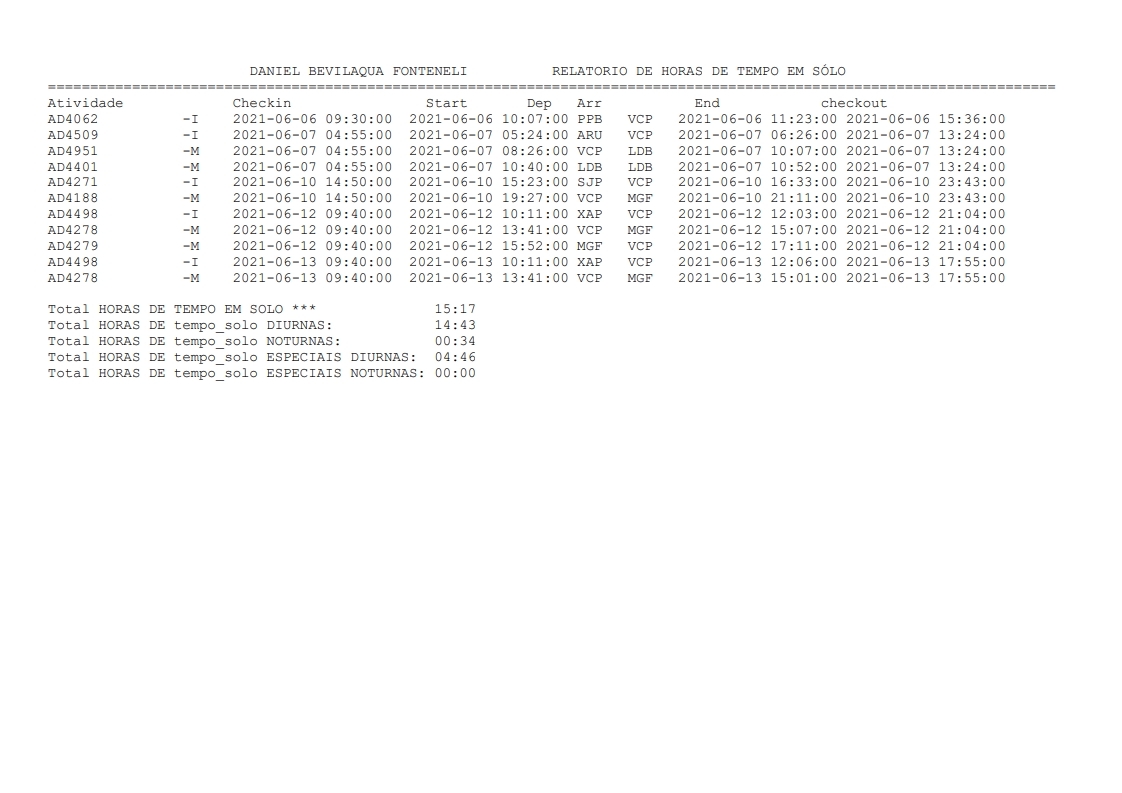 DANIEL BEVILAQUA FONTENELI          RELATORIO DE HORAS DE TEMPO EM SÓLO
========================================================================================================================
Atividade             Checkin                Start       Dep   Arr           End            checkout
AD4062          -I    2021-06-06 09:30:00  2021-06-06 10:07:00 PPB   VCP   2021-06-06 11:23:00 2021-06-06 15:36:00
AD4509          -I    2021-06-07 04:55:00  2021-06-07 05:24:00 ARU   VCP   2021-06-07 06:26:00 2021-06-07 13:24:00
AD4951          -M    2021-06-07 04:55:00  2021-06-07 08:26:00 VCP   LDB   2021-06-07 10:07:00 2021-06-07 13:24:00
AD4401          -M    2021-06-07 04:55:00  2021-06-07 10:40:00 LDB   LDB   2021-06-07 10:52:00 2021-06-07 13:24:00
AD4271          -I    2021-06-10 14:50:00  2021-06-10 15:23:00 SJP   VCP   2021-06-10 16:33:00 2021-06-10 23:43:00
AD4188          -M    2021-06-10 14:50:00  2021-06-10 19:27:00 VCP   MGF   2021-06-10 21:11:00 2021-06-10 23:43:00
AD4498          -I    2021-06-12 09:40:00  2021-06-12 10:11:00 XAP   VCP   2021-06-12 12:03:00 2021-06-12 21:04:00
AD4278          -M    2021-06-12 09:40:00  2021-06-12 13:41:00 VCP   MGF   2021-06-12 15:07:00 2021-06-12 21:04:00
AD4279          -M    2021-06-12 09:40:00  2021-06-12 15:52:00 MGF   VCP   2021-06-12 17:11:00 2021-06-12 21:04:00
AD4498          -I    2021-06-13 09:40:00  2021-06-13 10:11:00 XAP   VCP   2021-06-13 12:06:00 2021-06-13 17:55:00
AD4278          -M    2021-06-13 09:40:00  2021-06-13 13:41:00 VCP   MGF   2021-06-13 15:01:00 2021-06-13 17:55:00
Total HORAS DE TEMPO EM SOLO ***              15:17
Total HORAS DE tempo_solo DIURNAS:            14:43
Total HORAS DE tempo_solo NOTURNAS:           00:34
Total HORAS DE tempo_solo ESPECIAIS DIURNAS:  04:46
Total HORAS DE tempo_solo ESPECIAIS NOTURNAS: 00:00